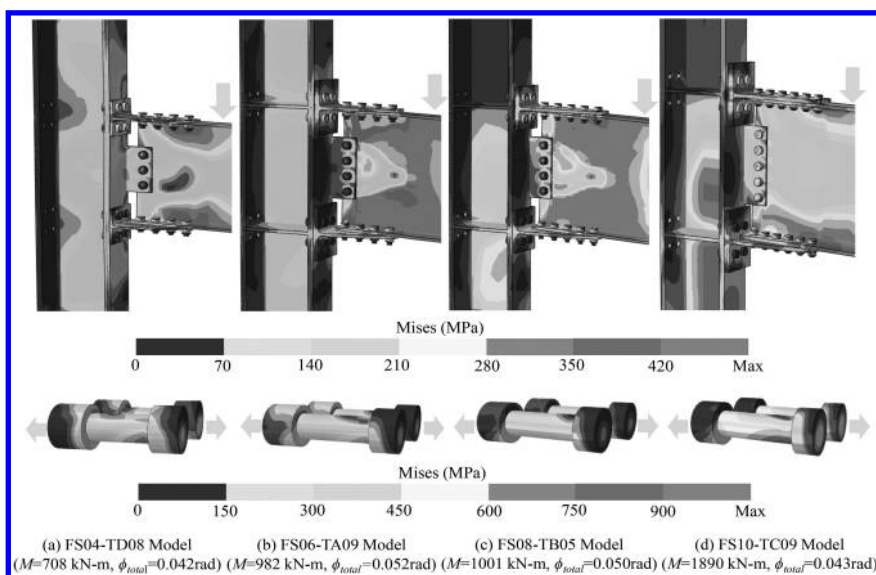 Mises (MPa)
0 70 140 210 280 350 420 Max
Mises (MPa)
0 150 300 450 600 750 900 Max
(a) FS04-TD08 Model
(M=708 kN-m, ϕtotal=0.042rad)
(b) FS06-TA09 Model
(M=982 kN-m, ϕtotal=0.052rad)
(c) FS08-TB05 Model
(M=1001 kN-m, ϕtotal=0.050rad)
(d) FS10-TC09 Model
(M=1890 kN-m, ϕtotal=0.043rad)